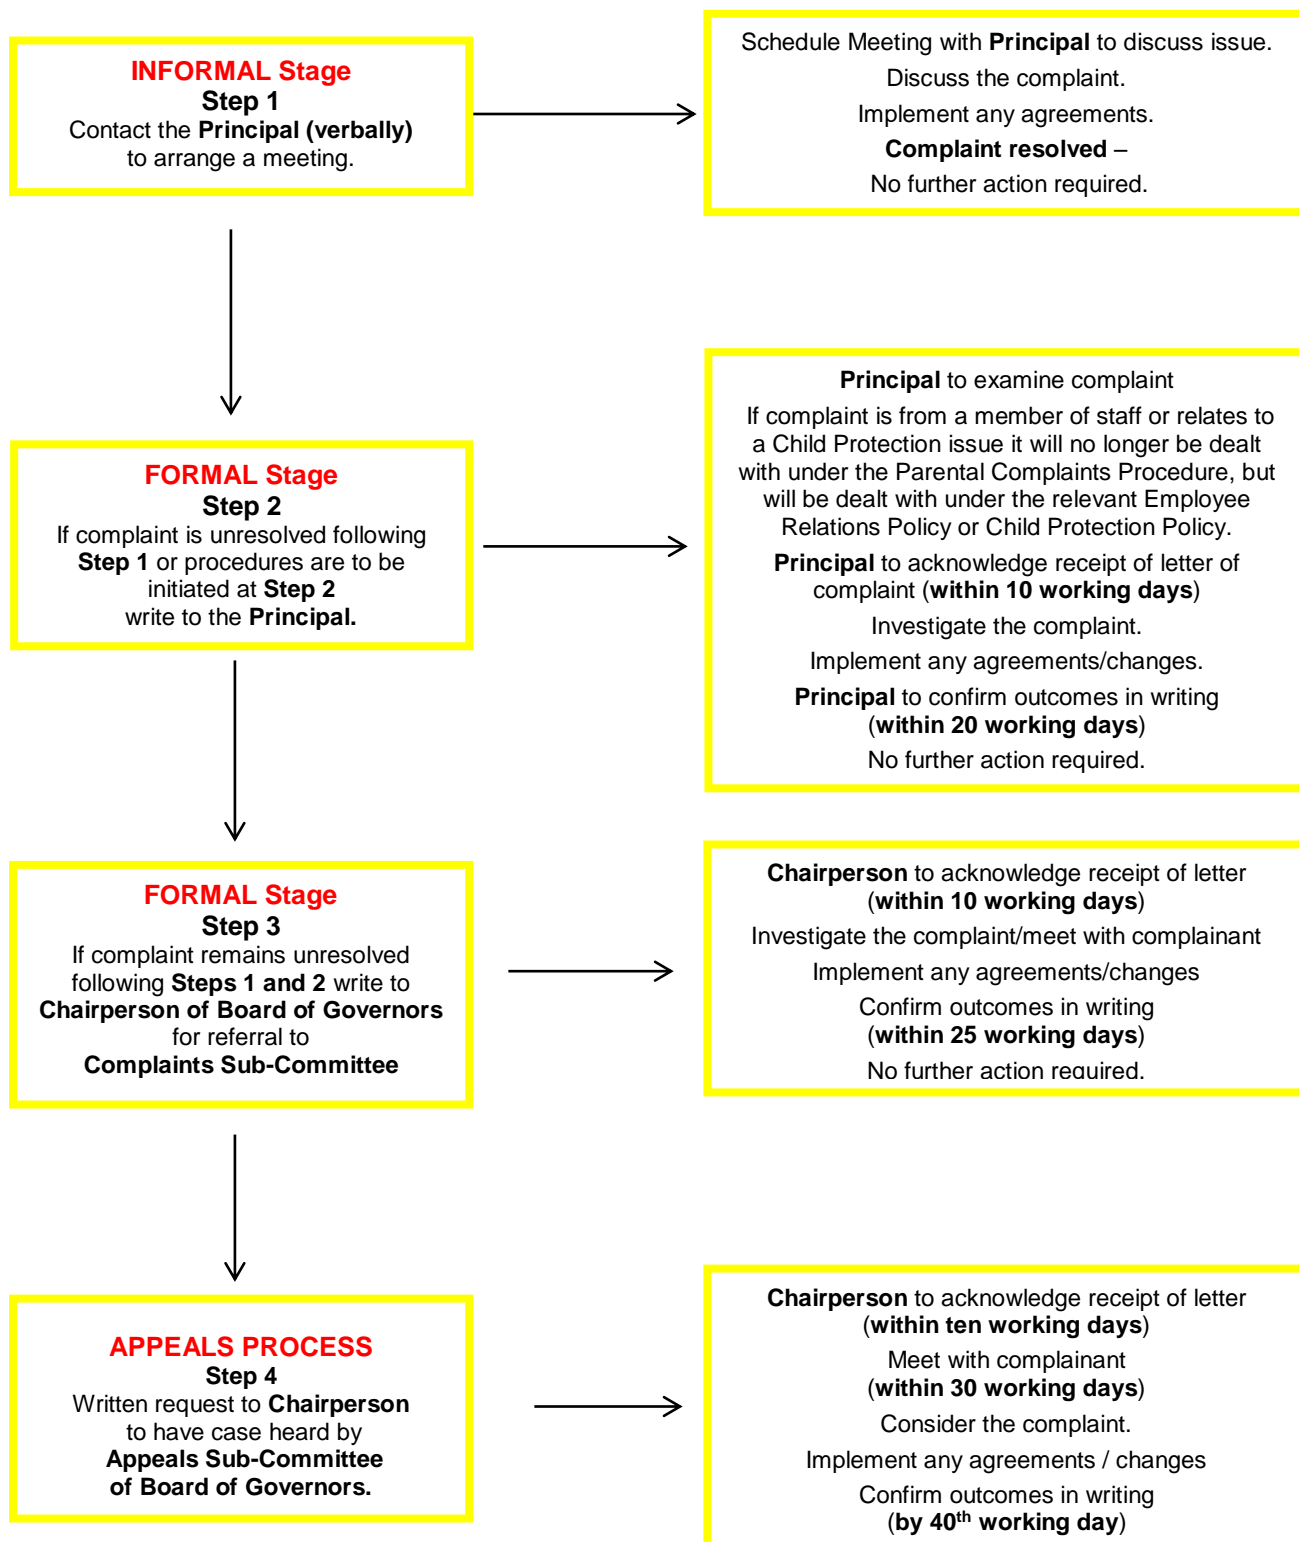 INFORMAL Stage
Step 1
Contact the Principal (verbally)
to arrange a meeting.
Schedule Meeting with Principal to discuss issue.
Discuss the complaint.
Implement any agreements.
Complaint resolved –
No further action required.
FORMAL Stage
Step 2
If complaint is unresolved following
Step 1 or procedures are to be
initiated at Step 2
write to the Principal.
Principal to examine complaint
If complaint is from a member of staff or relates to
a Child Protection issue it will no longer be dealt
with under the Parental Complaints Procedure, but
will be dealt with under the relevant Employee
Relations Policy or Child Protection Policy.
Principal to acknowledge receipt of letter of
complaint (within 10 working days)
Investigate the complaint.
Implement any agreements/changes.
Principal to confirm outcomes in writing
(within 20 working days)
No further action required.
FORMAL Stage
Step 3
If complaint remains unresolved
following Steps 1 and 2 write to
Chairperson of Board of Governors
for referral to
Complaints Sub-Committee
Chairperson to acknowledge receipt of letter
(within 10 working days)
Investigate the complaint/meet with complainant
Implement any agreements/changes
Confirm outcomes in writing
(within 25 working days)
No further action required.
APPEALS PROCESS
Step 4
Written request to Chairperson
to have case heard by
Appeals Sub-Committee
of Board of Governors.
Chairperson to acknowledge receipt of letter
(within ten working days)
Meet with complainant
(within 30 working days)
Consider the complaint.
Implement any agreements / changes
Confirm outcomes in writing
(by 40th working day)